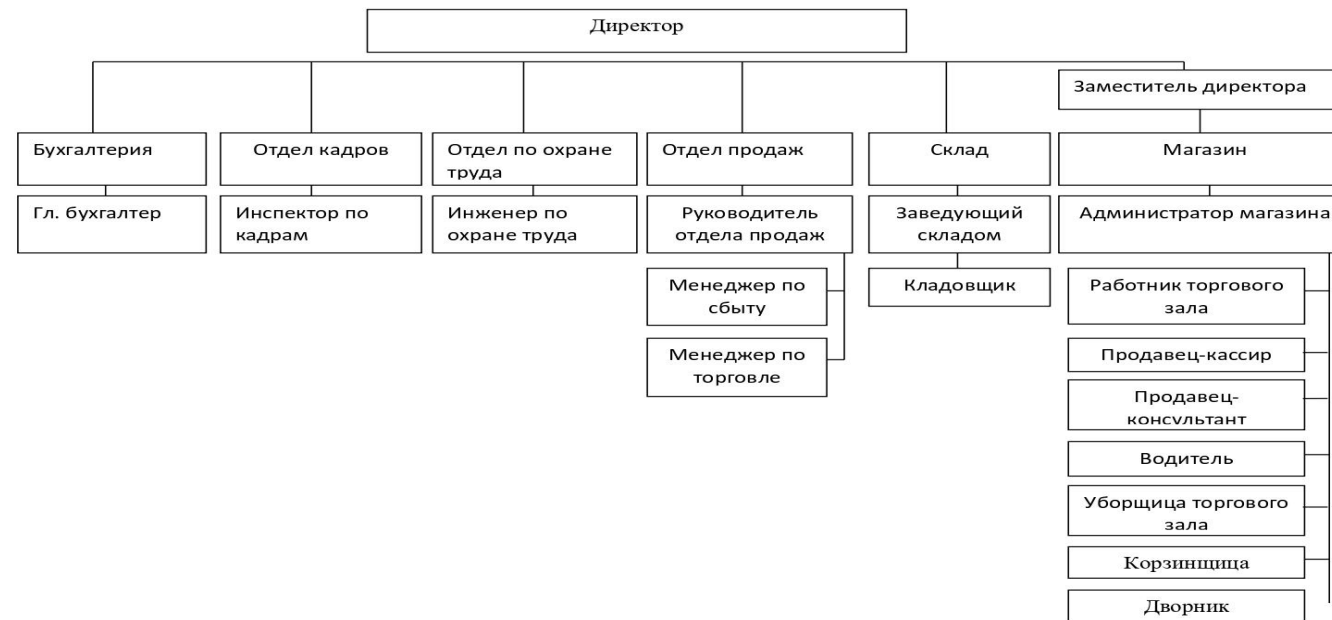 Директор
Заместитель директора
Бухгалтерия
Отдел кадров
Отдел по охране
труда
Отдел продаж
Склад
Магазин
Гл. бухгалтер
Инспектор по
кадрам
Инженер по
охране труда
Руководитель
отдела продаж
Заведующий
складом
Администратор магазина
Менеджер по
сбыту
Менеджер по
торговле
Кладовщик
Работник торгового
зала
Продавец-кассир
Продавец-
консультант
Водитель
Уборщица торгового
зала
Корзинщица
Дворник